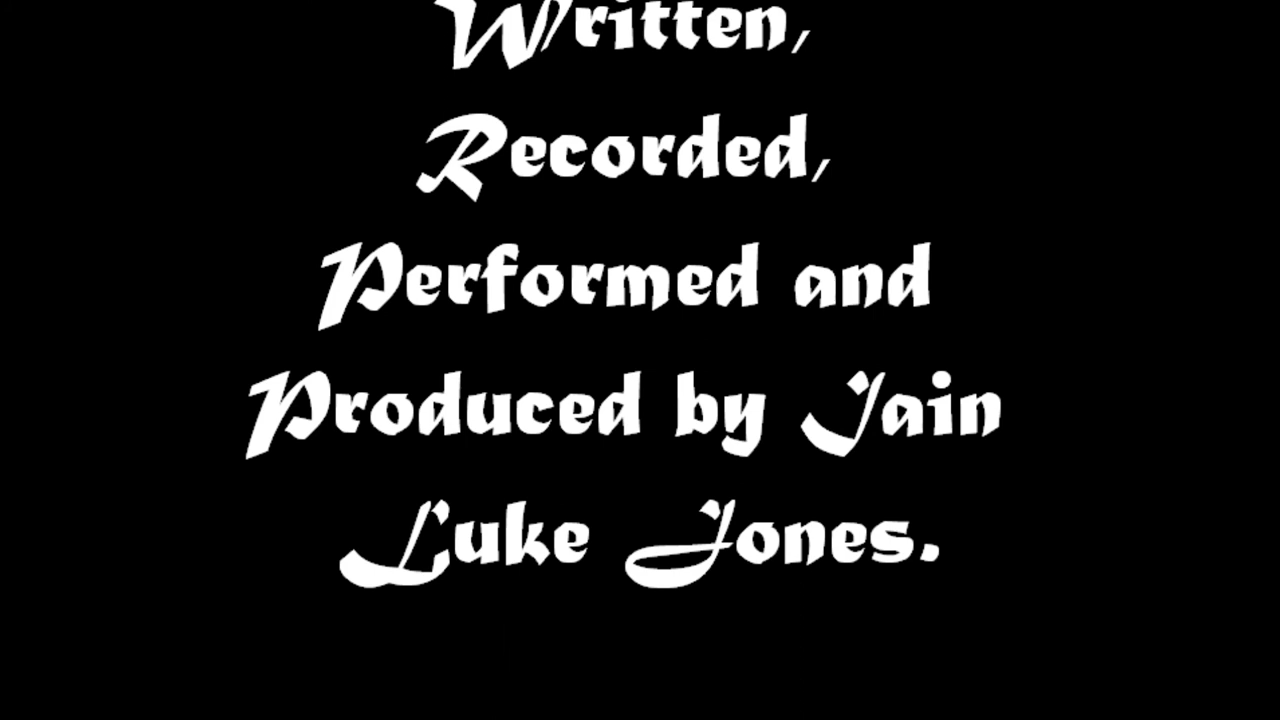 Written,
Recorded,
Performed and
Produced by Iain
Luke Jones.